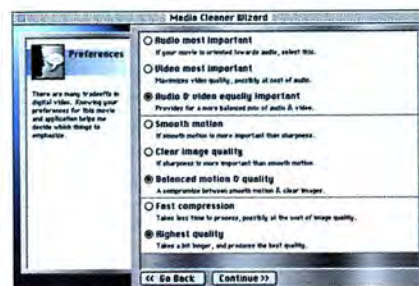 Media Cleaner Wizard
Preferences
There are many tradeoffs in
digital video. Knowing your
preferences for this movie
and application helps me
decide which things to
emphasize.
Audio most important
If your movie is oriented towards audio, select this.
Video most important
Maximizes video quality, possibly at cost of audio.
Audio & video equally important
Provides for a more balanced mix of audio & video.
Smooth motion
If smooth motion is more important than sharpness.
Clear image quality
If sharpness is more important than smooth motion.
Balanced motion & quality
A compromise between smooth motion & clear images.
Fast compression
Takes less time to process, possibly at the cost of image quality.
Highest quality
Takes a bit longer, and produces the best quality.
<< Go Back
Continue >>